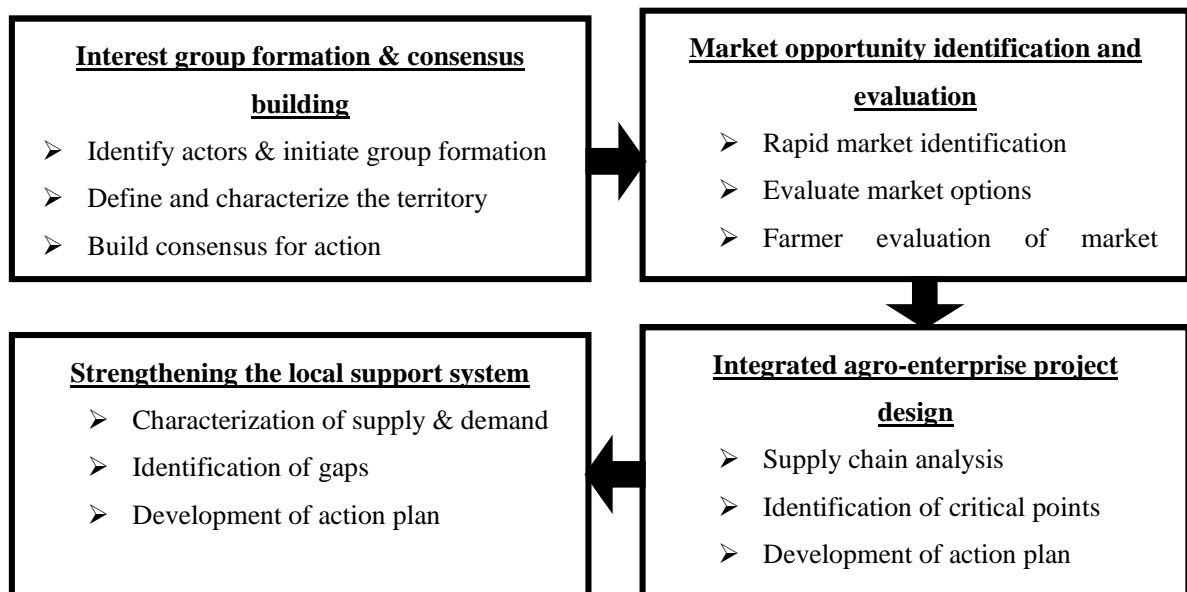 Interest group formation & consensus
building
➢ Identify actors & initiate group formation
➢ Define and characterize the territory
➢ Build consensus for action
Market opportunity identification and
evaluation
➢ Rapid market identification
➢ Evaluate market options
➢ Farmer evaluation of market
Integrated agro-enterprise project
design
➢ Supply chain analysis
➢ Identification of critical points
➢ Development of action plan
Strengthening the local support system
➢ Characterization of supply & demand
➢ Identification of gaps
➢ Development of action plan